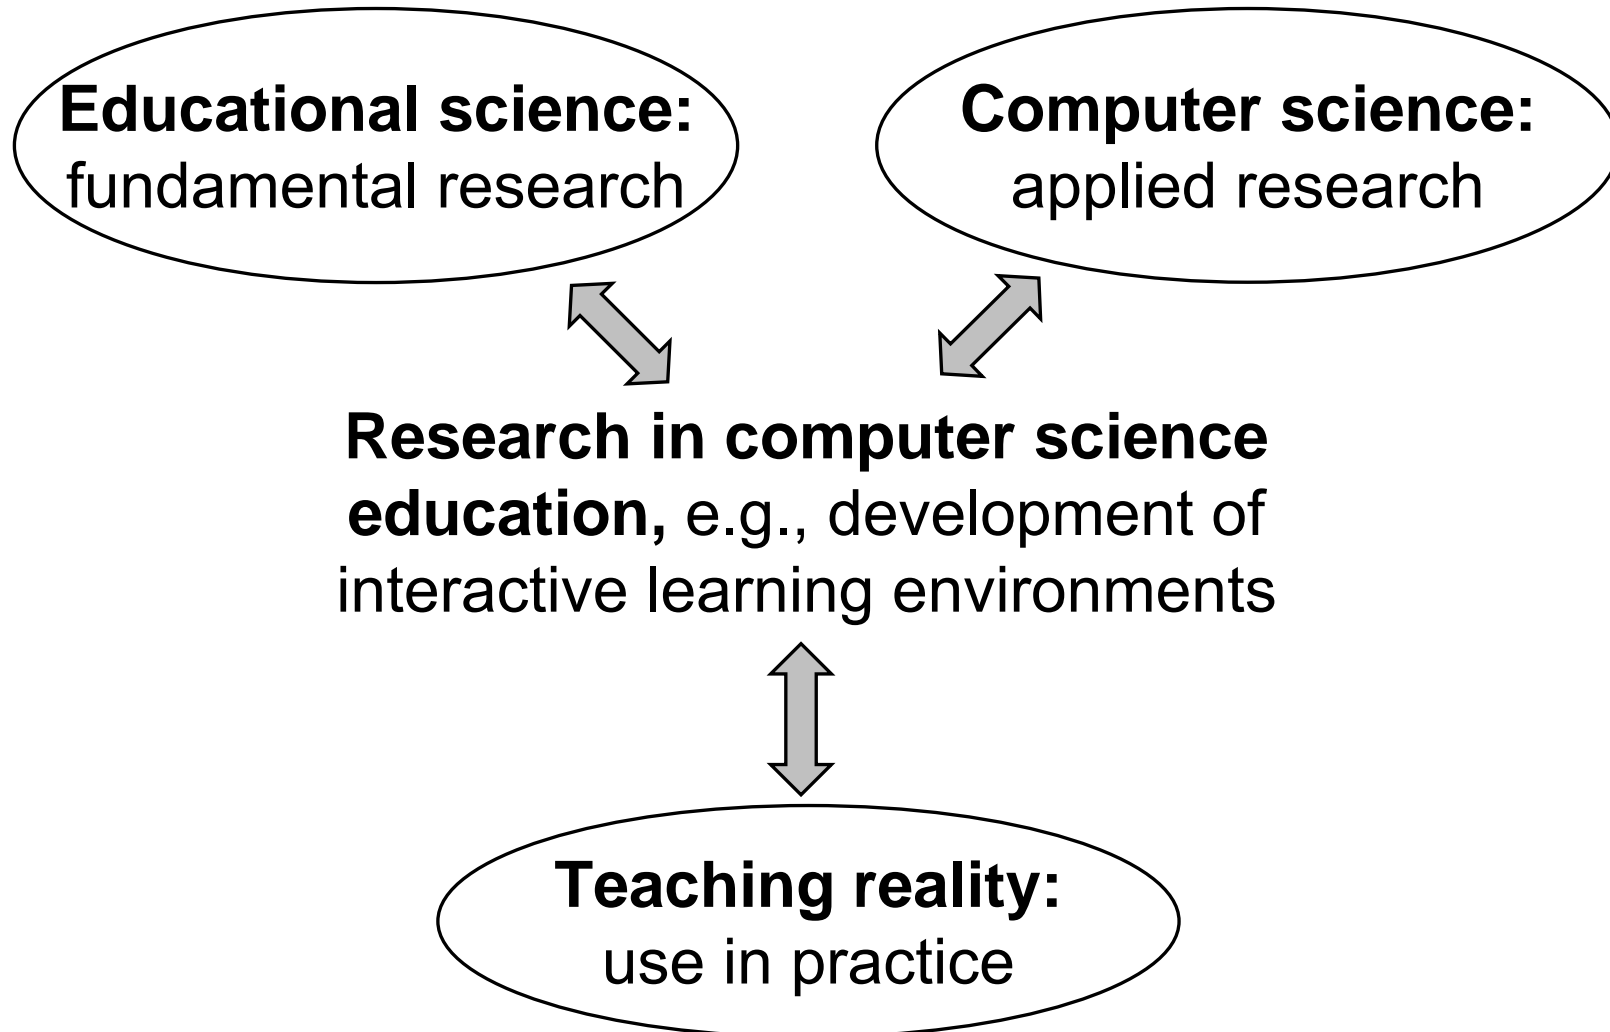 Educational science:
fundamental research
Computer science:
applied research
Research in computer science
education, e.g., development of
interactive learning environments
Teaching reality:
use in practice